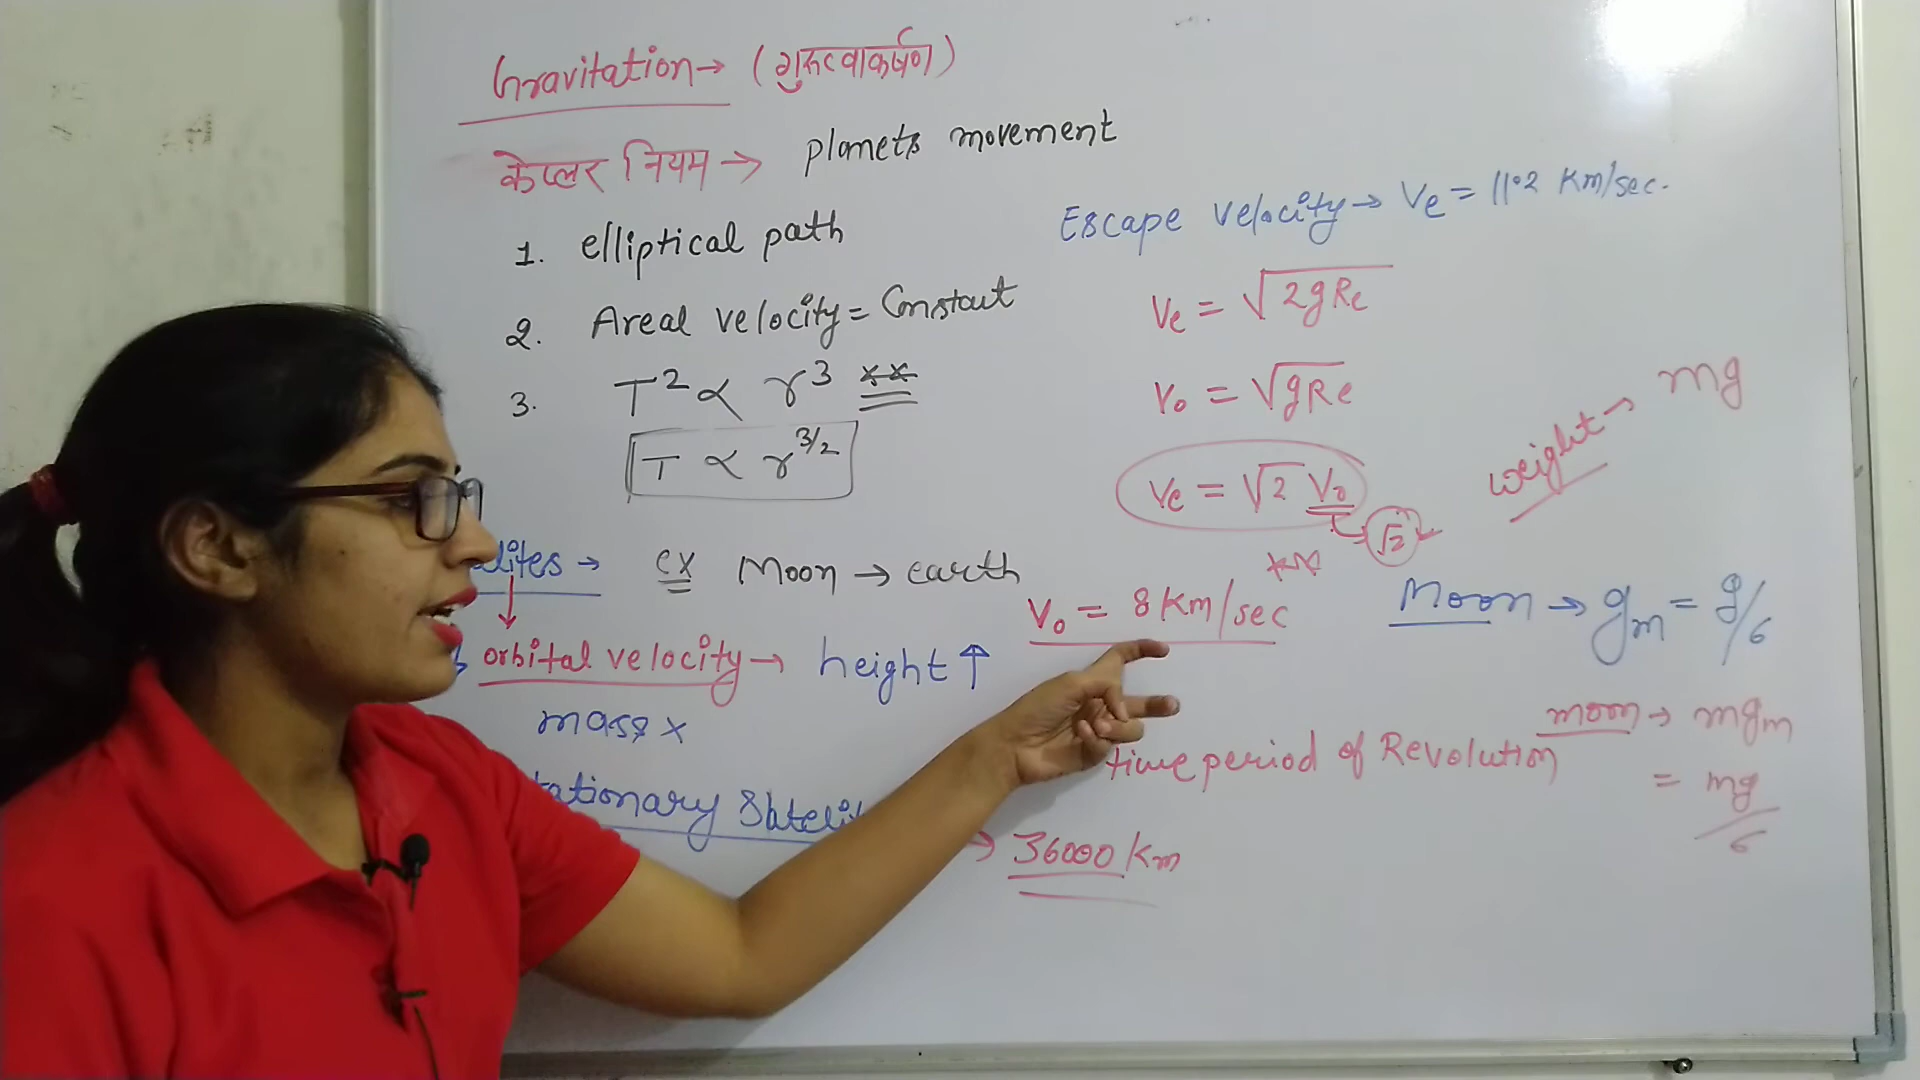 Gravitation → (गुरुत्वाकर्षण)
केप्लर नियम → planets movement
1. elliptical path
2. Areal velocity = Constant
3. T² ∝ r³ **
T ∝ r^3/2
lites → ex Moon → earth
orbital velocity → height ↑
mass x
tationary Sateli
→ 36000 Km
Escape velocity → Ve = 11.2 Km/sec.
Ve = √2gRe
Vo = √gRe
Ve = √2 Vo
√2
Vo = 8 Km/sec
time period of Revolution
weight → mg
Moon → gm = g/6
moon → mgm
= mg/6